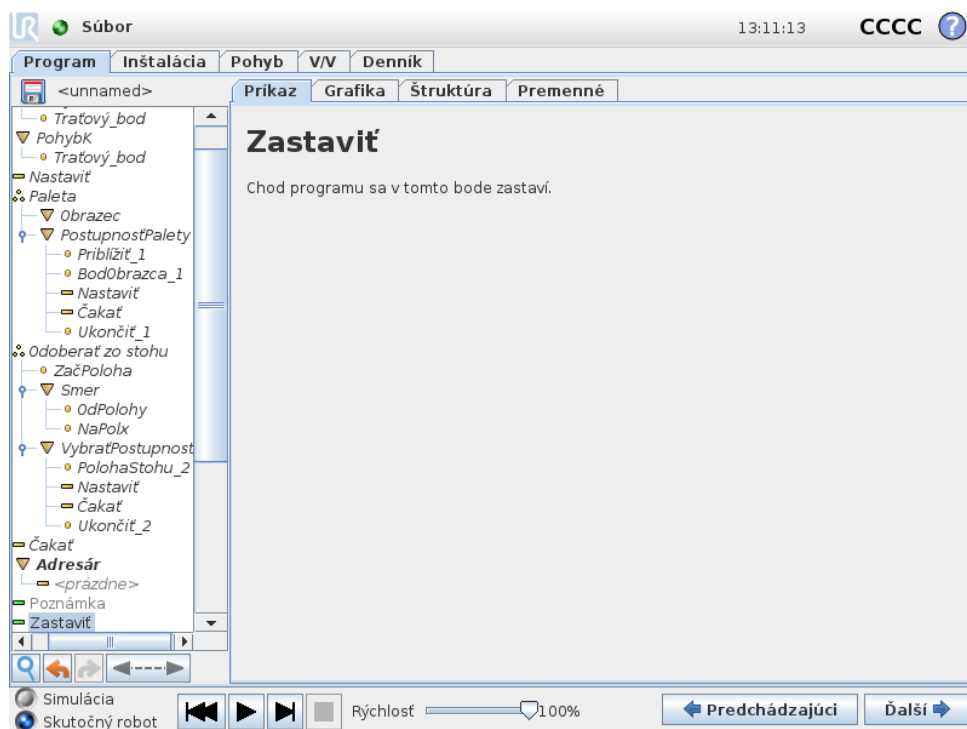 Súbor
13:11:13
CCCC
?
Program
Inštalácia
Pohyb
V/V
Denník
<unnamed>
Príkaz
Grafika
Štruktúra
Premenné
Traťový_bod
PohybK
Traťový_bod
Nastaviť
Paleta
Obrazec
PostupnosťPalety
Priblížiť_1
BodObrazca_1
Nastaviť
Čakať
Ukončiť_1
Odoberať zo stohu
ZačPoloha
Smer
OdPolohy
NaPolx
VybraťPostupnost
PolohaStohu_2
Nastaviť
Čakať
Ukončiť_2
Čakať
Adresár
<prázdne>
Poznámka
Zastaviť
Zastaviť
Chod programu sa v tomto bode zastaví.
Simulácia
Skutočný robot
Rýchlosť
100%
Predchádzajúci
Ďalší